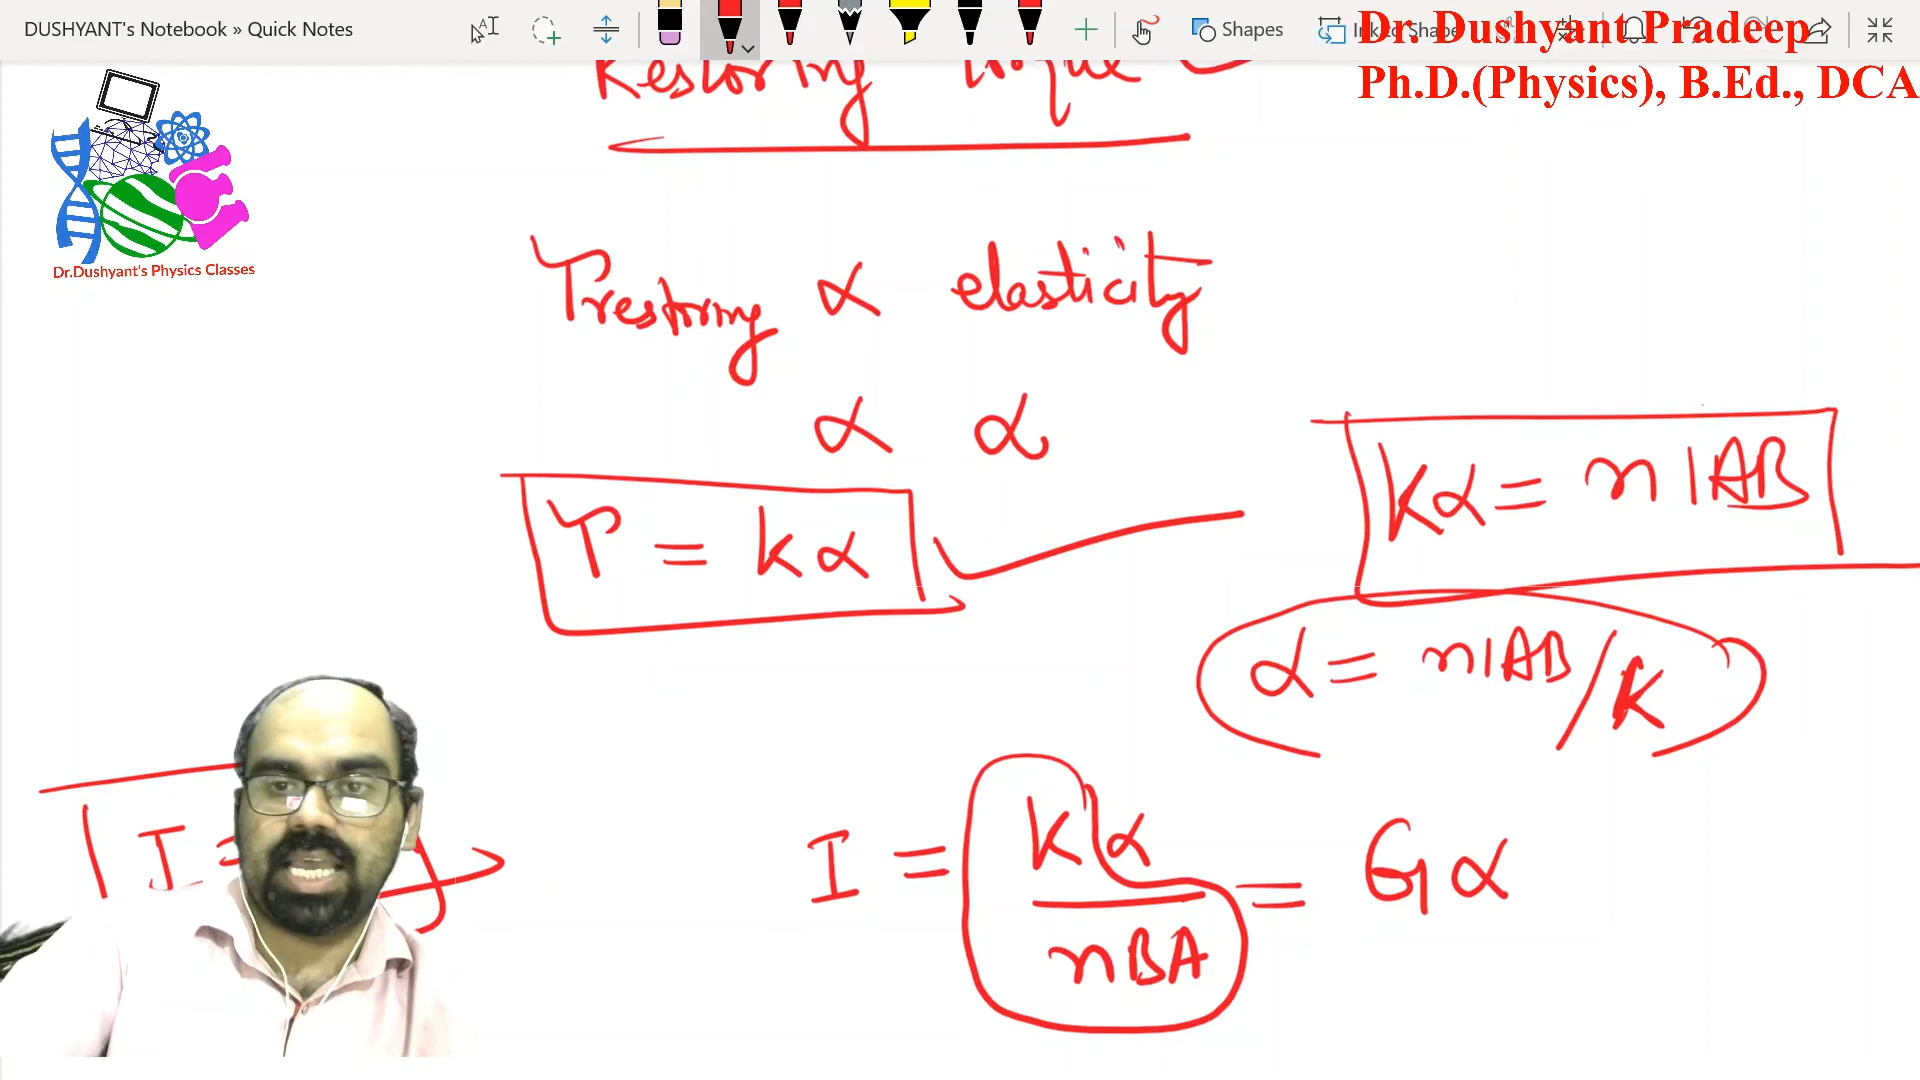 DUSHYANT's Notebook » Quick Notes
Shapes
Dr. Dushyant Pradeep
Ph.D.(Physics), B.Ed., DCA
Dr.Dushyant's Physics Classes
Restoring torque
τrestoring ∝ elasticity
∝ α
τ = kα
kα = nIAB
α = nIAB/k
I =
I = kα/nBA = Gα